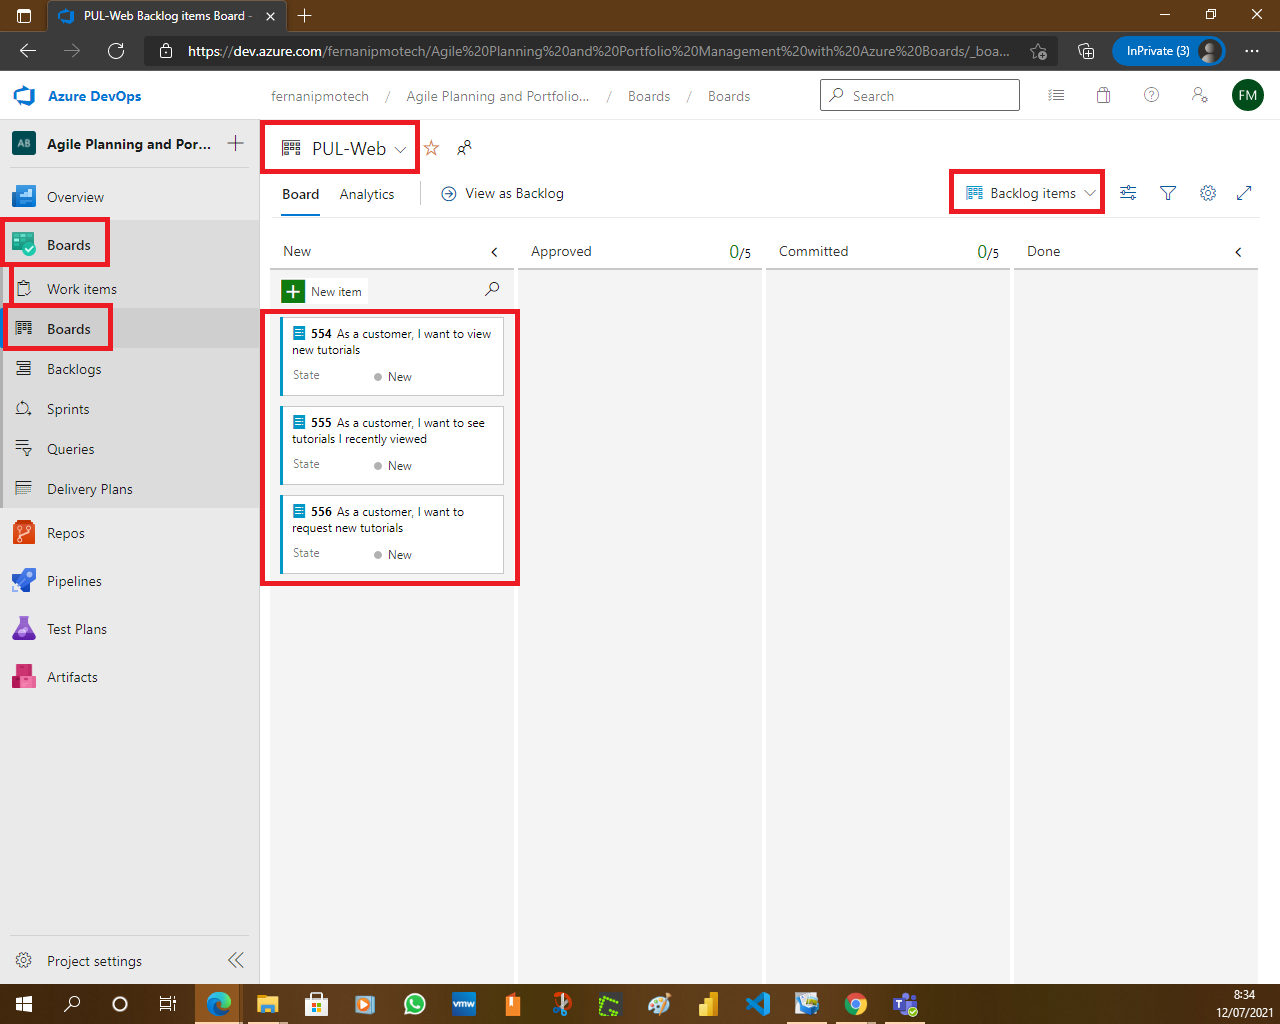 PUL-Web Backlog items Board -
https://dev.azure.com/fernanipmotech/Agile%20Planning%20and%20Portfolio%20Management%20with%20Azure%20Boards/_boa...
InPrivate (3)
Azure DevOps
fernanipmotech / Agile Planning and Portfolio... / Boards / Boards
Search
FM
AB
Agile Planning and Por...
PUL-Web
Overview
Board
Analytics
View as Backlog
Backlog items
Boards
Work items
Boards
Backlogs
Sprints
Queries
Delivery Plans
Repos
Pipelines
Test Plans
Artifacts
New
Approved
0/5
Committed
0/5
Done
New item
554 As a customer, I want to view
new tutorials
State
New
555 As a customer, I want to see
tutorials I recently viewed
State
New
556 As a customer, I want to
request new tutorials
State
New
Project settings
vmw
8:34
12/07/2021